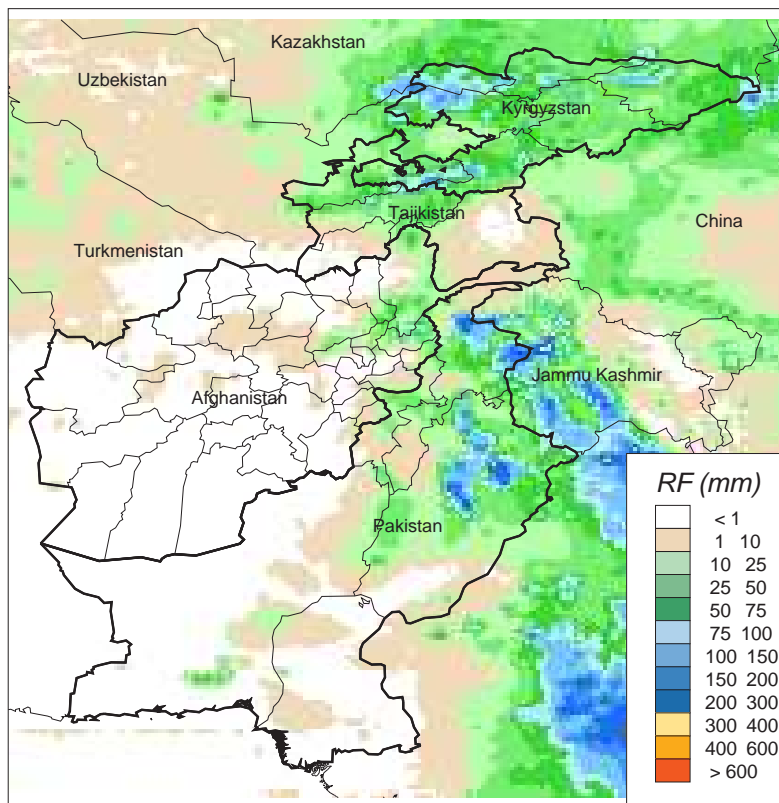 Kazakhstan
Uzbekistan
Kyrgyzstan
Tajikistan
China
Turkmenistan
Jammu Kashmir
Afghanistan
Pakistan
RF (mm)
< 1
1 10
10 25
25 50
50 75
75 100
100 150
150 200
200 300
300 400
400 600
> 600